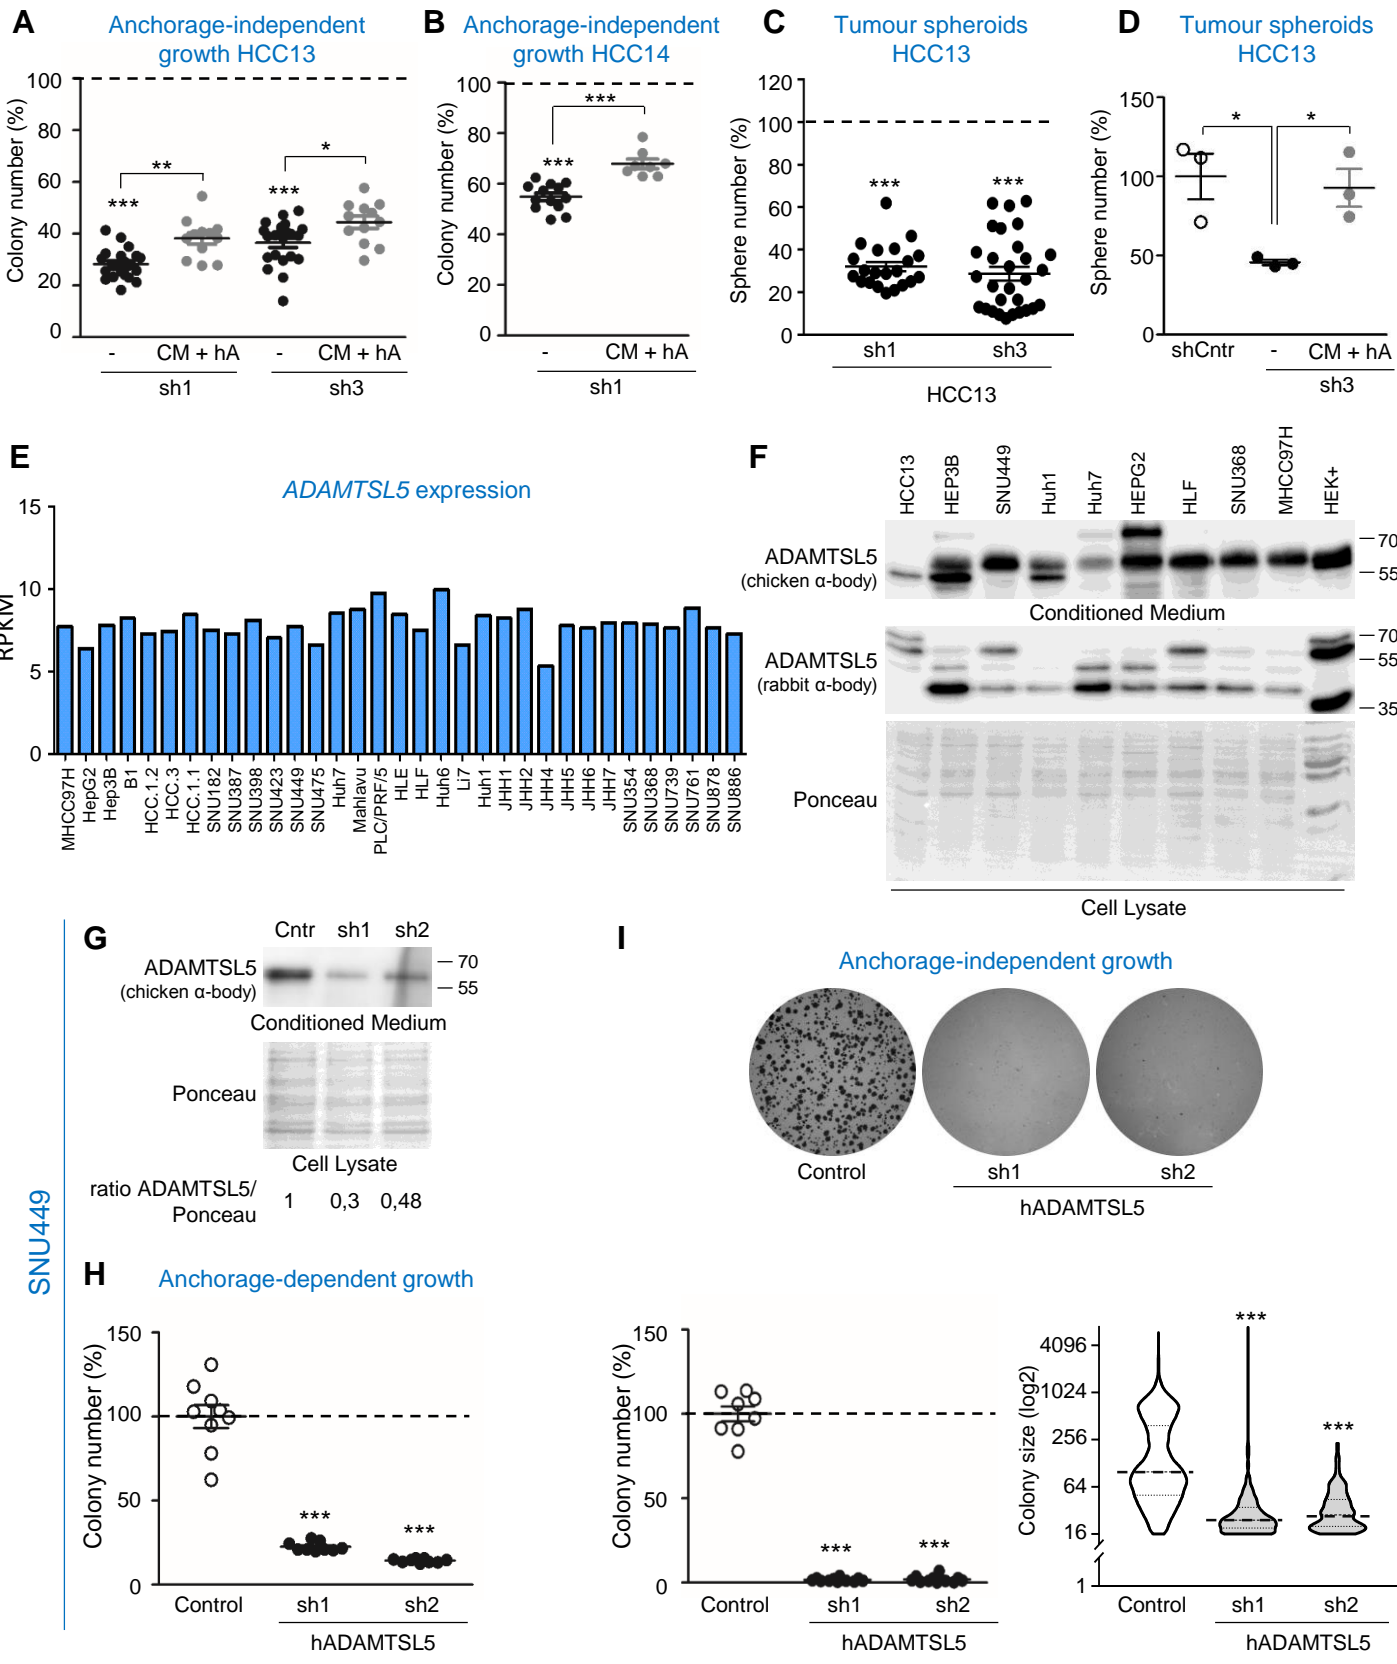 A
Anchorage-independent
growth HCC13
Colony number (%)
100
80
60
40
20
0
***
**
***
*
-
CM + hA
-
CM + hA
sh1
sh3
B
Anchorage-independent
growth HCC14
Colony number (%)
100
80
60
40
20
0
***
***
-
CM + hA
sh1
C
Tumour spheroids
HCC13
Sphere number (%)
120
100
80
60
40
20
0
***
***
sh1
sh3
HCC13
D
Tumour spheroids
HCC13
Sphere number (%)
150
100
50
0
*
*
shCntr
-
CM + hA
sh3
E
ADAMTSL5 expression
RPKM
15
10
5
0
MHCC97H
HepG2
Hep3B
B1
HCC.1.2
HCC.3
HCC.1.1
SNU182
SNU387
SNU398
SNU423
SNU449
SNU475
Huh7
Mahlavu
PLC/PRF/5
HLE
HLF
Huh6
Li7
Huh1
JHH1
JHH2
JHH4
JHH5
JHH6
JHH7
SNU354
SNU368
SNU739
SNU761
SNU878
SNU886
F
HCC13
HEP3B
SNU449
Huh1
Huh7
HEPG2
HLF
SNU368
MHCC97H
HEK+
ADAMTSL5
(chicken α-body)
70
55
Conditioned Medium
ADAMTSL5
(rabbit α-body)
70
55
35
Ponceau
Cell Lysate
SNU449
G
Cntr
sh1
sh2
ADAMTSL5
(chicken α-body)
70
55
Conditioned Medium
Ponceau
Cell Lysate
ratio ADAMTSL5/
Ponceau
1
0,3
0,48
H
Anchorage-dependent growth
Colony number (%)
150
100
50
0
***
***
Control
sh1
sh2
hADAMTSL5
I
Anchorage-independent growth
Control
sh1
sh2
hADAMTSL5
Colony number (%)
150
100
50
0
***
***
Control
sh1
sh2
hADAMTSL5
Colony size (log2)
4096
1024
256
64
16
1
***
***
Control
sh1
sh2
hADAMTSL5